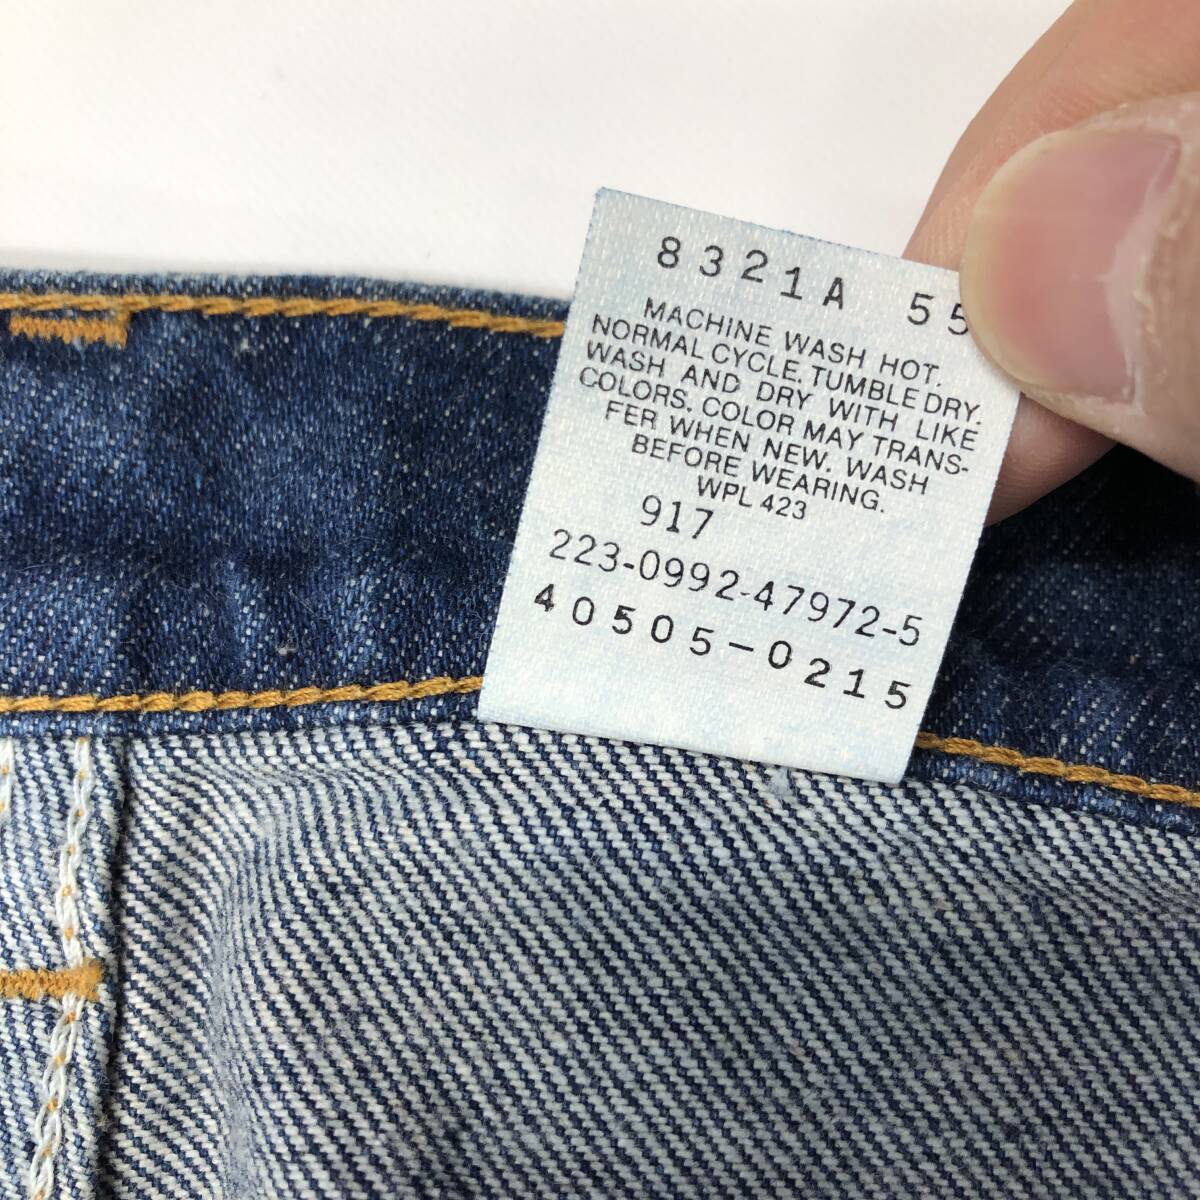 8321A 55
MACHINE WASH HOT.
NORMAL CYCLE. TUMBLE DRY.
WASH AND DRY WITH LIKE
COLORS. COLOR MAY TRANS-
FER WHEN NEW. WASH
BEFORE WEARING.
WPL 423
917
223-0992-47972-5
40505-0215